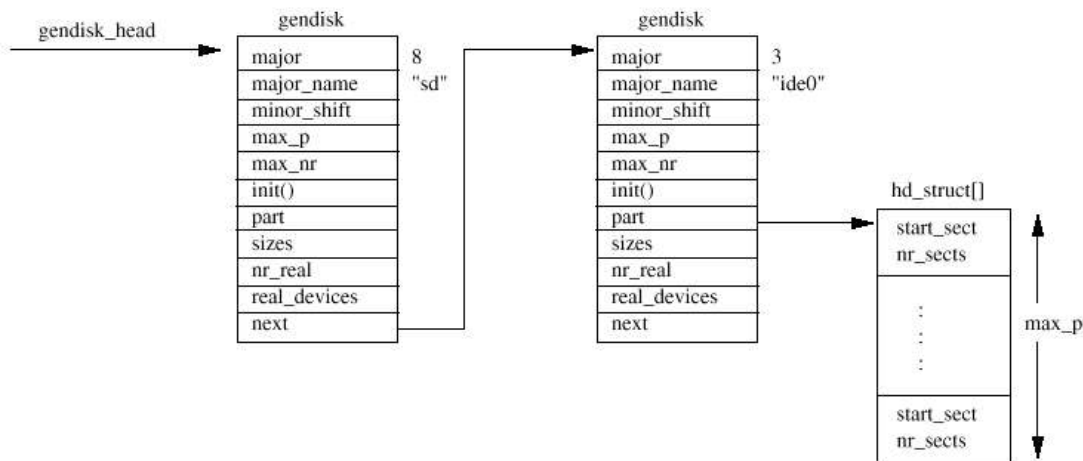 gendisk_head
gendisk
major 8
major_name "sd"
minor_shift
max_p
max_nr
init()
part
sizes
nr_real
real_devices
next
gendisk
major 3
major_name "ide0"
minor_shift
max_p
max_nr
init()
part
sizes
nr_real
real_devices
next
hd_struct[]
start_sect
nr_sects
:
:
:
start_sect
nr_sects
max_p